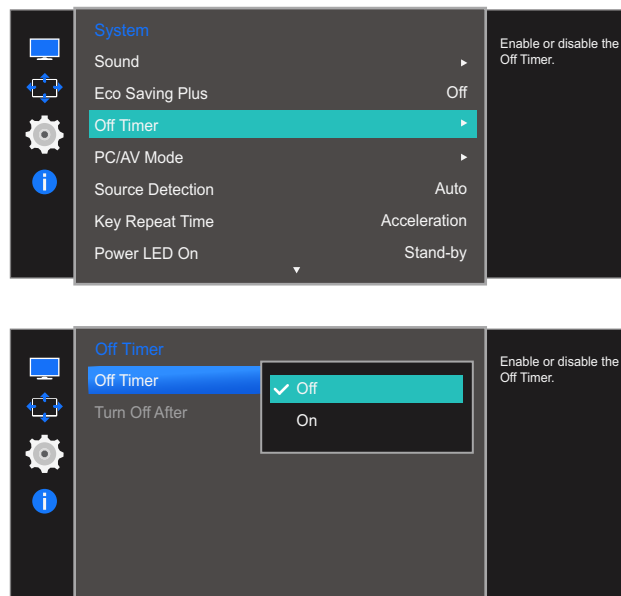 System
Enable or disable the
Off Timer.
Sound
Eco Saving Plus Off
Off Timer
PC/AV Mode
Source Detection Auto
Key Repeat Time Acceleration
Power LED On Stand-by
Off Timer
Enable or disable the
Off Timer.
Off Timer
Off
Turn Off After
On